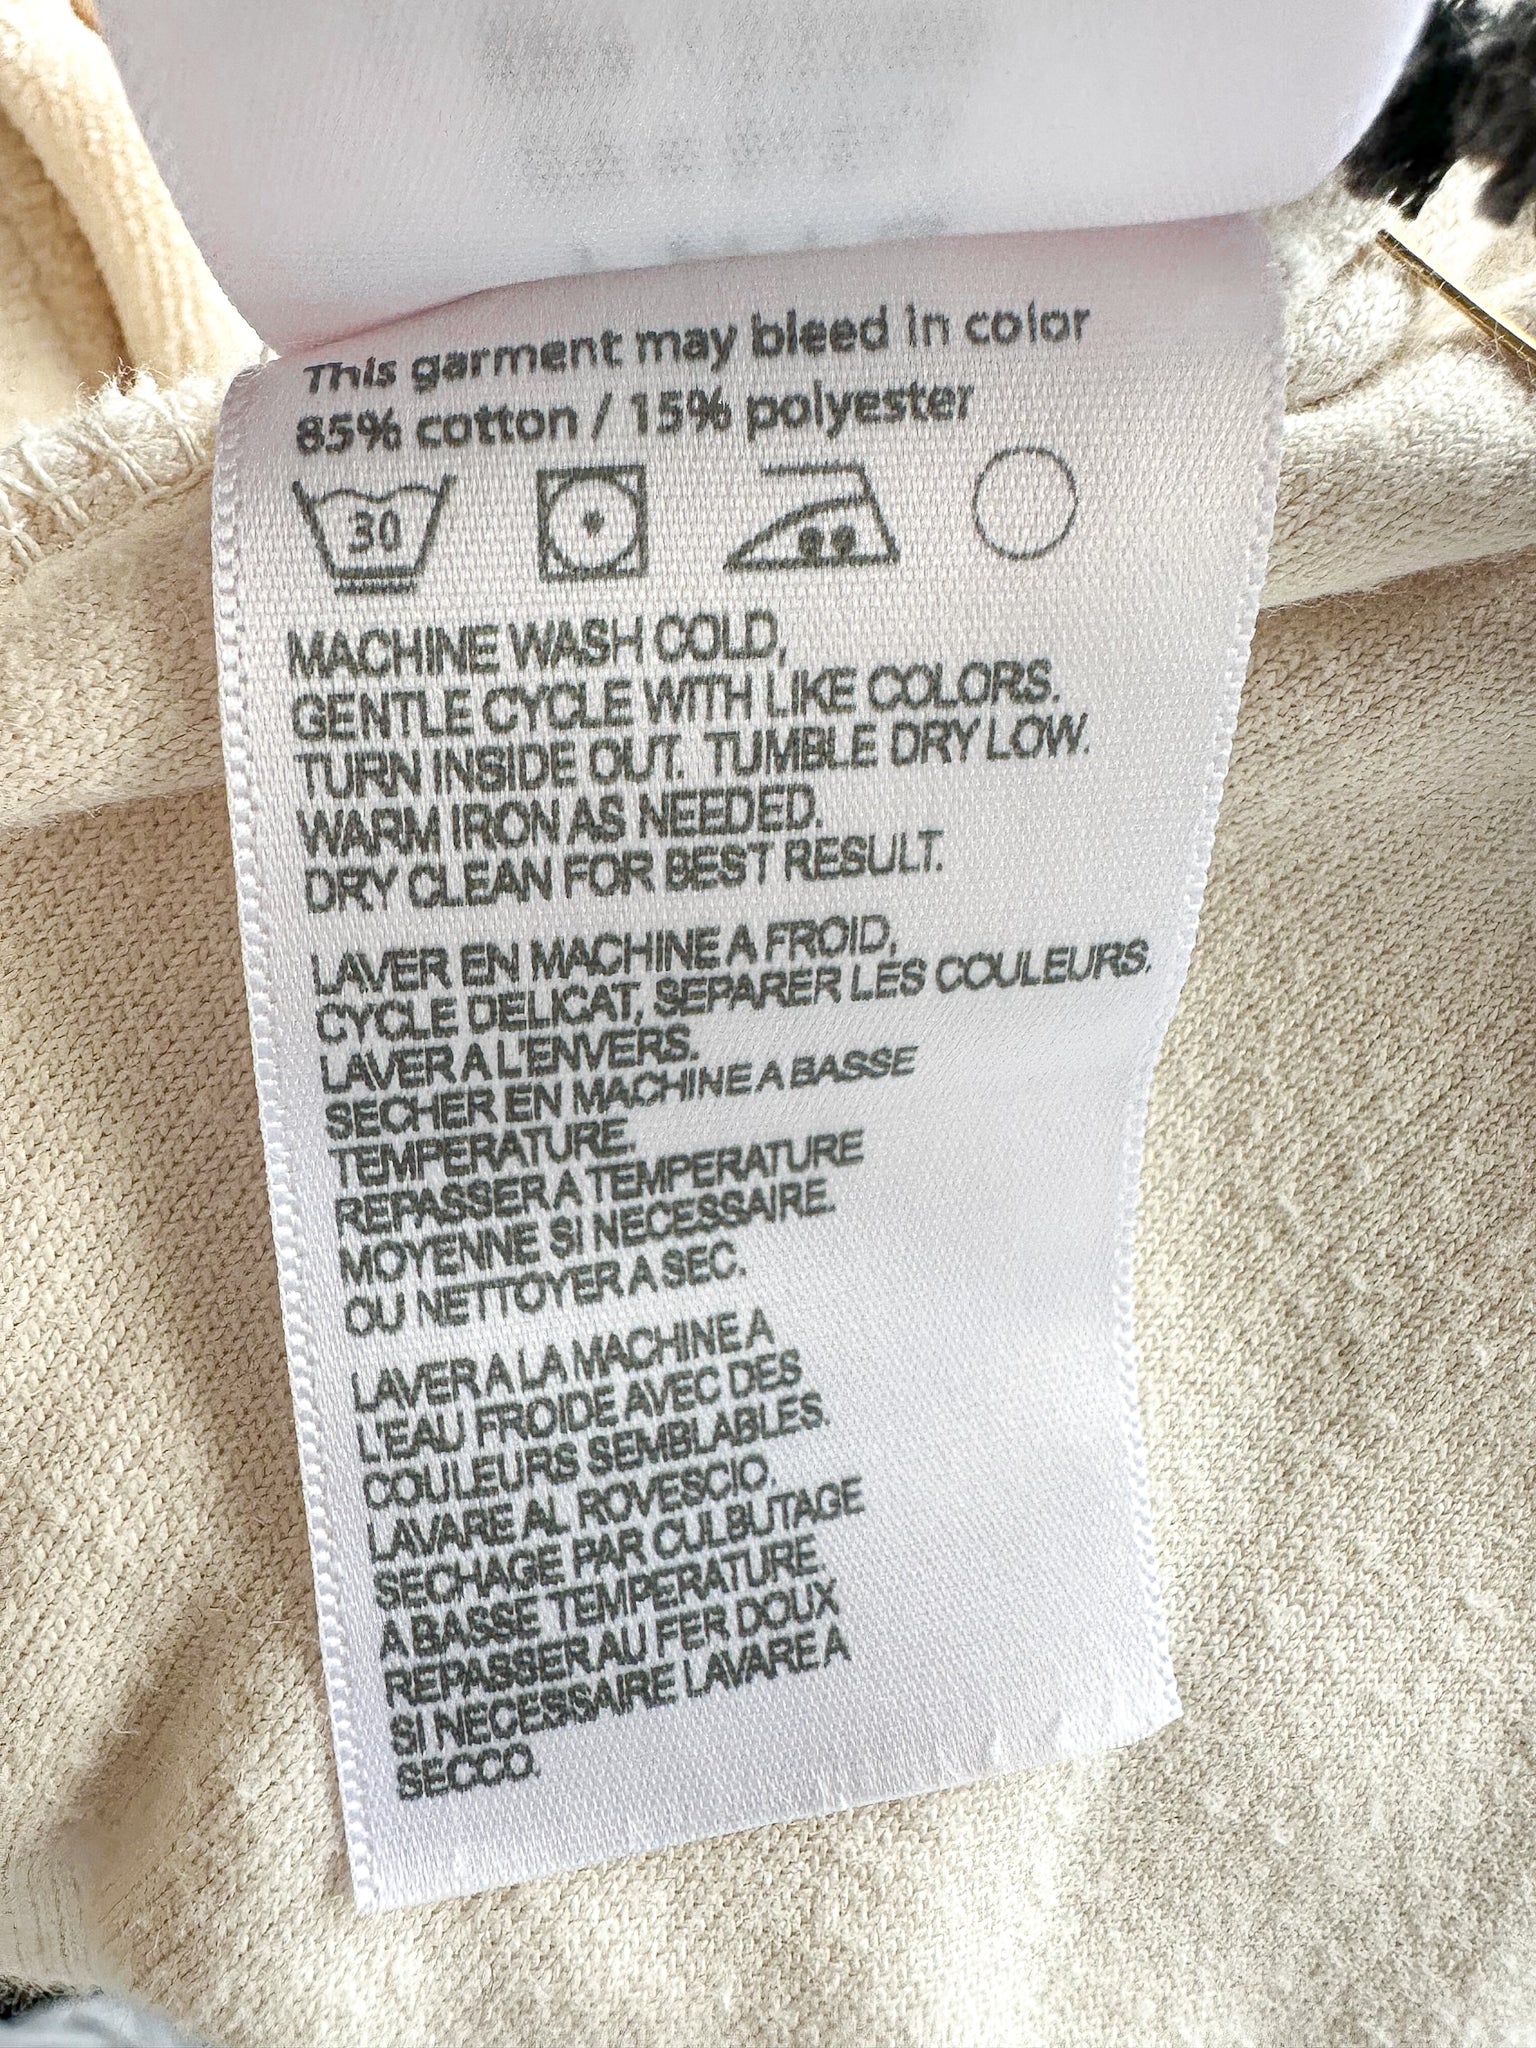 This garment may bleed in color
85% cotton / 15% polyester
30
MACHINE WASH COLD,
GENTLE CYCLE WITH LIKE COLORS.
TURN INSIDE OUT. TUMBLE DRY LOW.
WARM IRON AS NEEDED.
DRY CLEAN FOR BEST RESULT.
LAVER EN MACHINE A FROID,
CYCLE DELICAT, SEPARER LES COULEURS.
LAVER A L'ENVERS.
SECHER EN MACHINE A BASSE
TEMPERATURE.
REPASSER A TEMPERATURE
MOYENNE SI NECESSAIRE.
OU NETTOYER A SEC.
LAVER A LA MACHINE A
L'EAU FROIDE AVEC DES
COULEURS SEMBLABLES.
LAVARE AL ROVESCIO.
SECHAGE PAR CULBUTAGE
A BASSE TEMPERATURE
REPASSER AU FER DOUX
SI NECESSAIRE LAVARE A
SECCO.